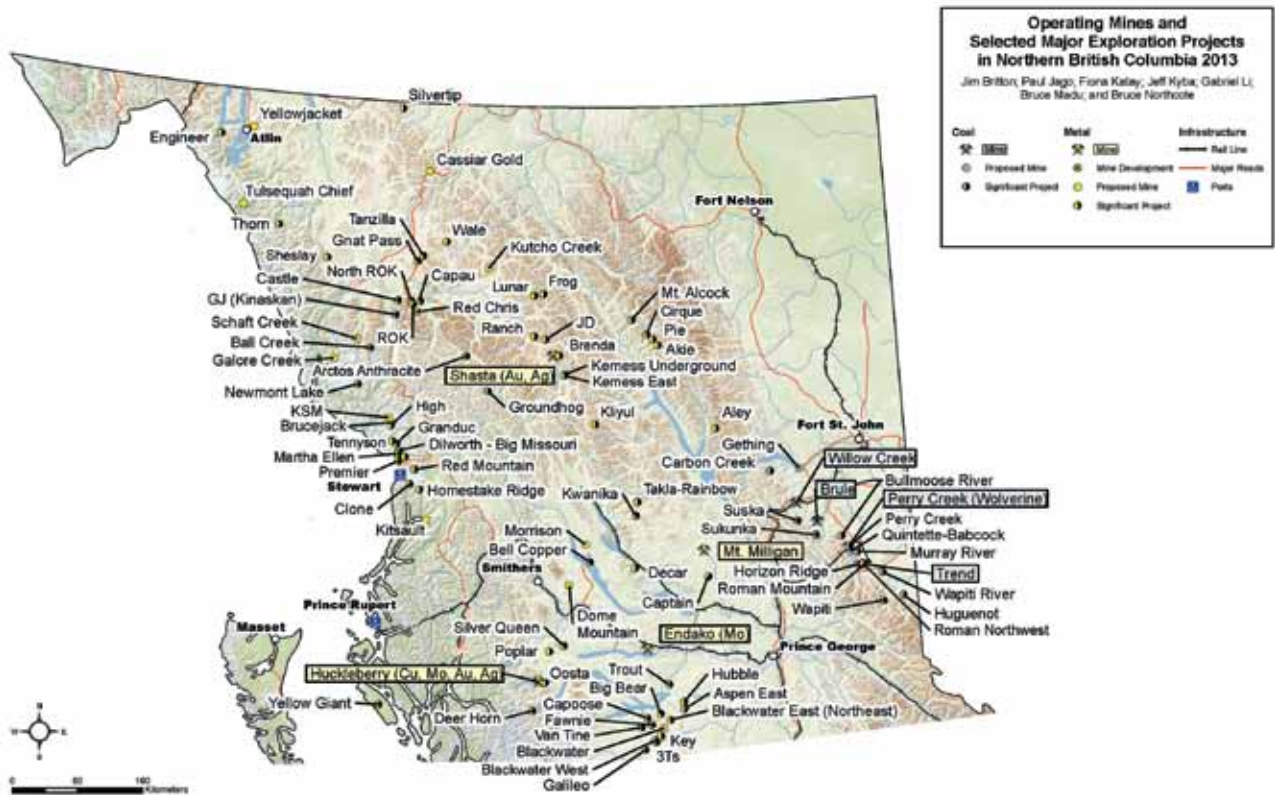 Operating Mines and
Selected Major Exploration Projects
in Northern British Columbia 2013
Jim Britton; Paul Jago; Fiona Katay; Jeff Kyba; Gabriel Li;
Bruce Madu; and Bruce Northcote
Coal
Metal
Infrastructure
Mine
Mine
Rail Line
Proposed Mine
Mine Development
Major Roads
Significant Project
Proposed Mine
Ports
Significant Project
Silvertip
Yellowjacket
Engineer
Atlin
Cassiar Gold
Tulsequah Chief
Fort Nelson
Thorn
Tanzilla
Wale
Gnat Pass
Kutcho Creek
Sheslay
North ROK
Capau
Castle
Lunar
Frog
Mt. Alcock
GJ (Kinaskan)
Red Chris
Cirque
Schaft Creek
ROK
Ranch
JD
Pie
Ball Creek
Brenda
Akie
Galore Creek
Arctos Anthracite
Kemess Underground
Shasta (Au, Ag)
Kemess East
Newmont Lake
Groundhog
KSM
High
Kliyul
Aley
Brucejack
Granduc
Fort St. John
Tennyson
Dilworth - Big Missouri
Gething
Martha Ellen
Willow Creek
Premier
Red Mountain
Carbon Creek
Bullmoose River
Stewart
Homestake Ridge
Kwanika
Takla-Rainbow
Brule
Perry Creek (Wolverine)
Clone
Suska
Perry Creek
Kitsault
Morrison
Sukunka
Quintette-Babcock
Bell Copper
Mt. Milligan
Murray River
Smithers
Decar
Horizon Ridge
Trend
Captain
Roman Mountain
Wapiti River
Prince Rupert
Dome
Mountain
Wapiti
Huguenot
Masset
Silver Queen
Endako (Mo
Roman Northwest
Poplar
Prince George
Huckleberry (Cu, Mo, Au, Ag
Oosta
Trout
Hubble
Big Bear
Aspen East
Yellow Giant
Deer Horn
Capoose
Blackwater East (Northeast)
Fawnie
Van Tine
Key
Blackwater
3Ts
Blackwater West
Galileo
N
W
E
S
0
80
160
Kilometers